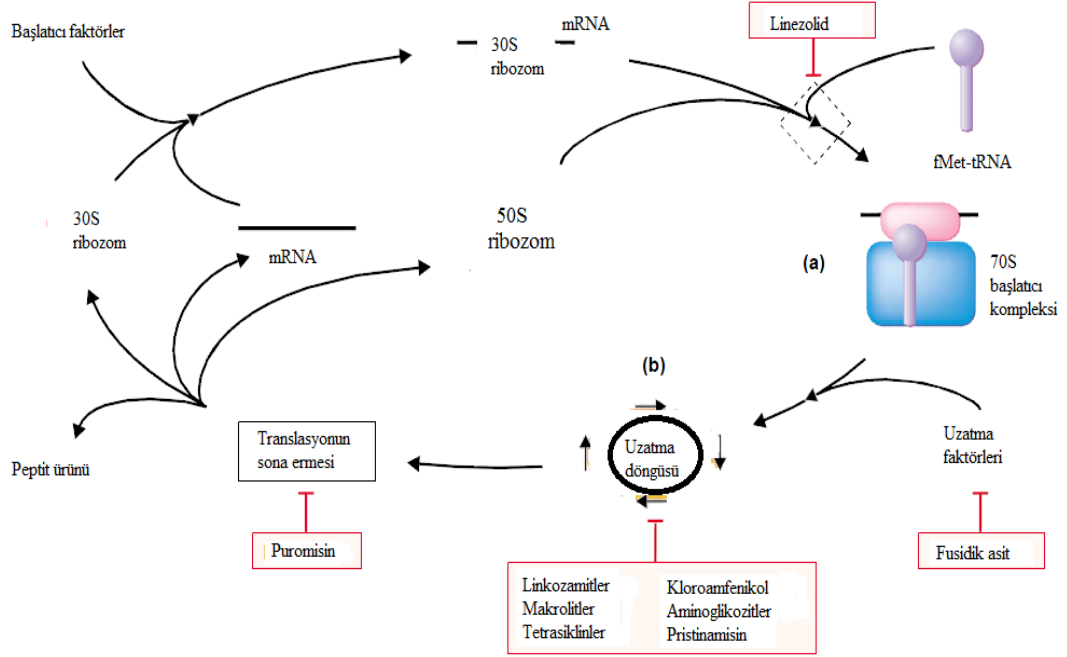 Başlatıcı faktörler
30S
ribozom
mRNA
Linezolid
fMet-tRNA
30S
ribozom
mRNA
50S
ribozom
(a)
70S
başlatıcı
kompleksi
(b)
Uzatma
döngüsü
Uzatma
faktörleri
Translasyonun
sona ermesi
Peptit ürünü
Puromisin
Linkozamitler
Makrolitler
Tetrasiklinler
Kloroamfenikol
Aminoglikozitler
Pristinamisin
Fusidik asit